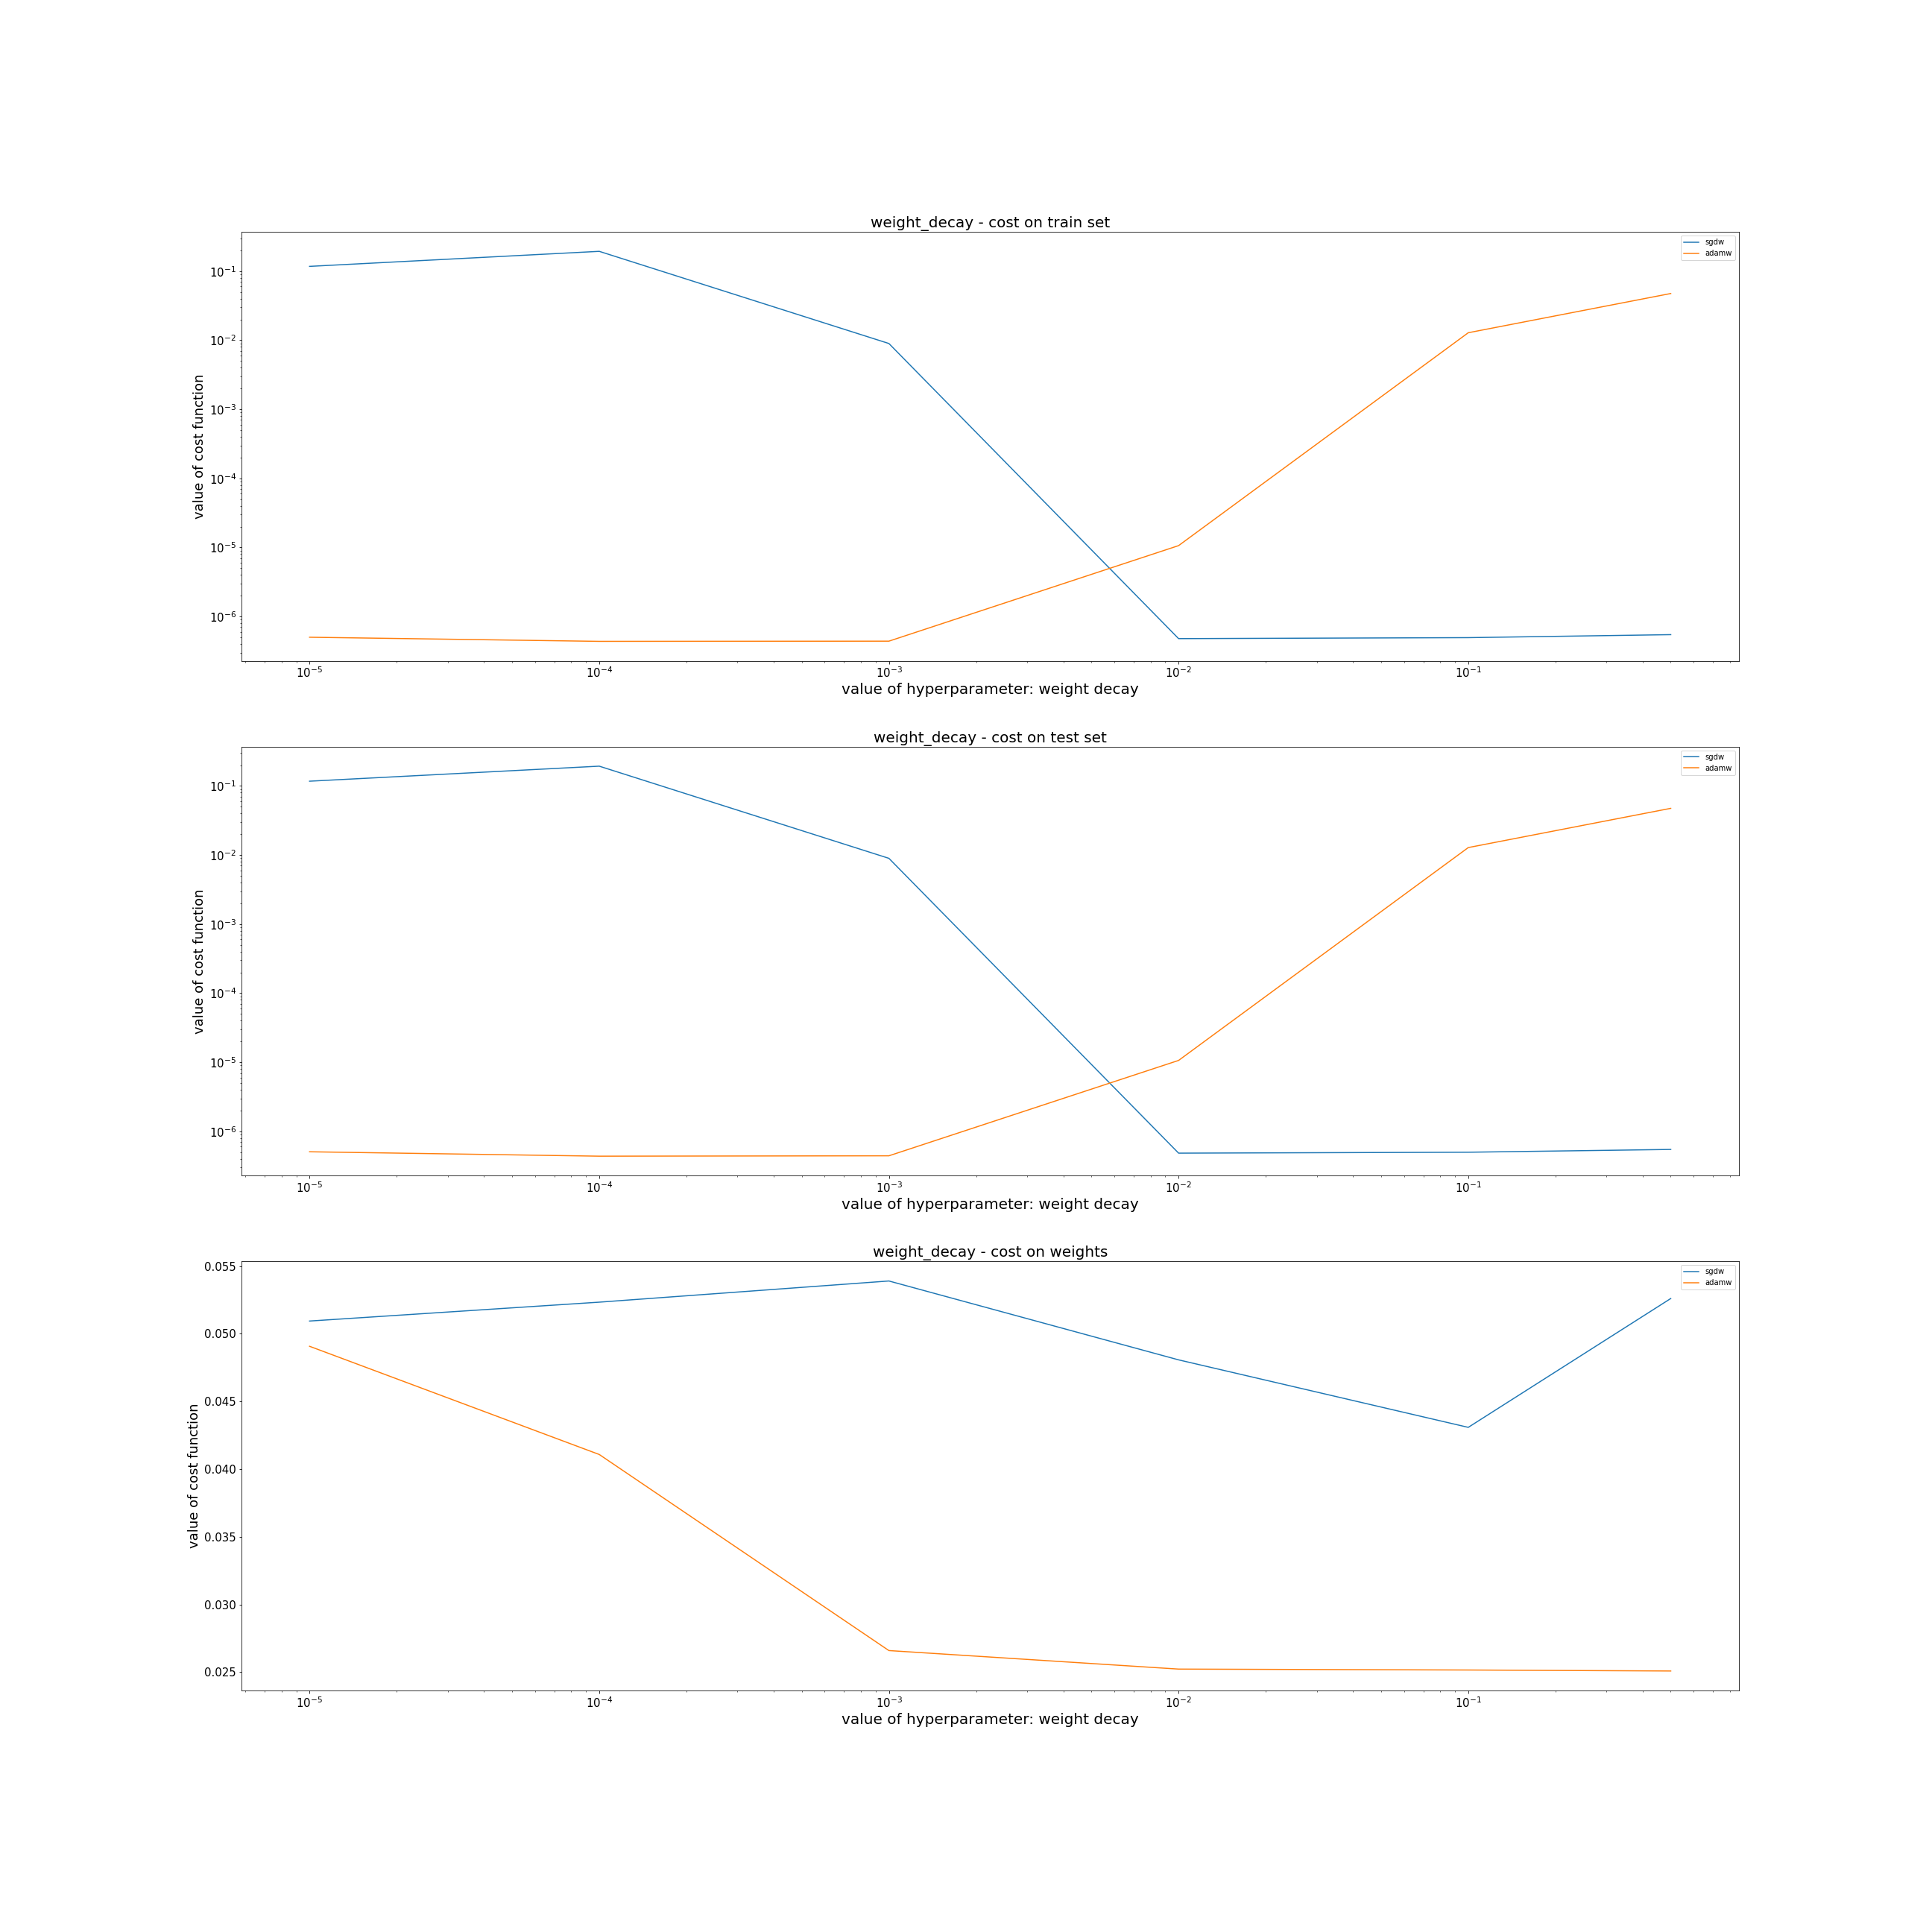 weight_decay - cost on train set
sgdw
adamw
value of cost function
10⁻¹
10⁻²
10⁻³
10⁻⁴
10⁻⁵
10⁻⁶
10⁻⁵ 10⁻⁴ 10⁻³ 10⁻² 10⁻¹
value of hyperparameter: weight decay
weight_decay - cost on test set
sgdw
adamw
value of cost function
10⁻¹
10⁻²
10⁻³
10⁻⁴
10⁻⁵
10⁻⁶
10⁻⁵ 10⁻⁴ 10⁻³ 10⁻² 10⁻¹
value of hyperparameter: weight decay
weight_decay - cost on weights
sgdw
adamw
value of cost function
0.055
0.050
0.045
0.040
0.035
0.030
0.025
10⁻⁵ 10⁻⁴ 10⁻³ 10⁻² 10⁻¹
value of hyperparameter: weight decay